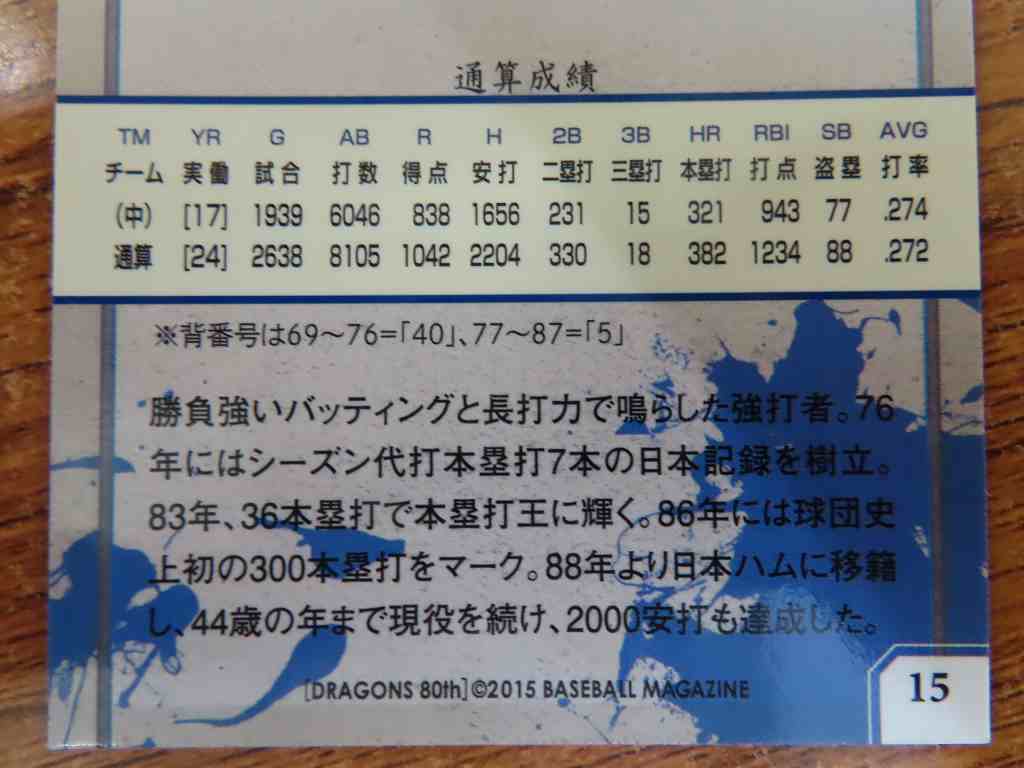 通算成績
TM YR G AB R H 2B 3B HR RBI SB AVG
チーム 実働 試合 打数 得点 安打 二塁打 三塁打 本塁打 打点 盗塁 打率
（中） [17] 1939 6046 838 1656 231 15 321 943 77 .274
通算 [24] 2638 8105 1042 2204 330 18 382 1234 88 .272
※背番号は69〜76=｢40｣、77〜87=｢5｣
勝負強いバッティングと長打力で鳴らした強打者。76
年にはシーズン代打本塁打7本の日本記録を樹立。
83年、36本塁打で本塁打王に輝く。86年には球団史
上初の300本塁打をマーク。88年より日本ハムに移籍
し、44歳の年まで現役を続け、2000安打も達成した。
[DRAGONS 80th]©2015 BASEBALL MAGAZINE
15